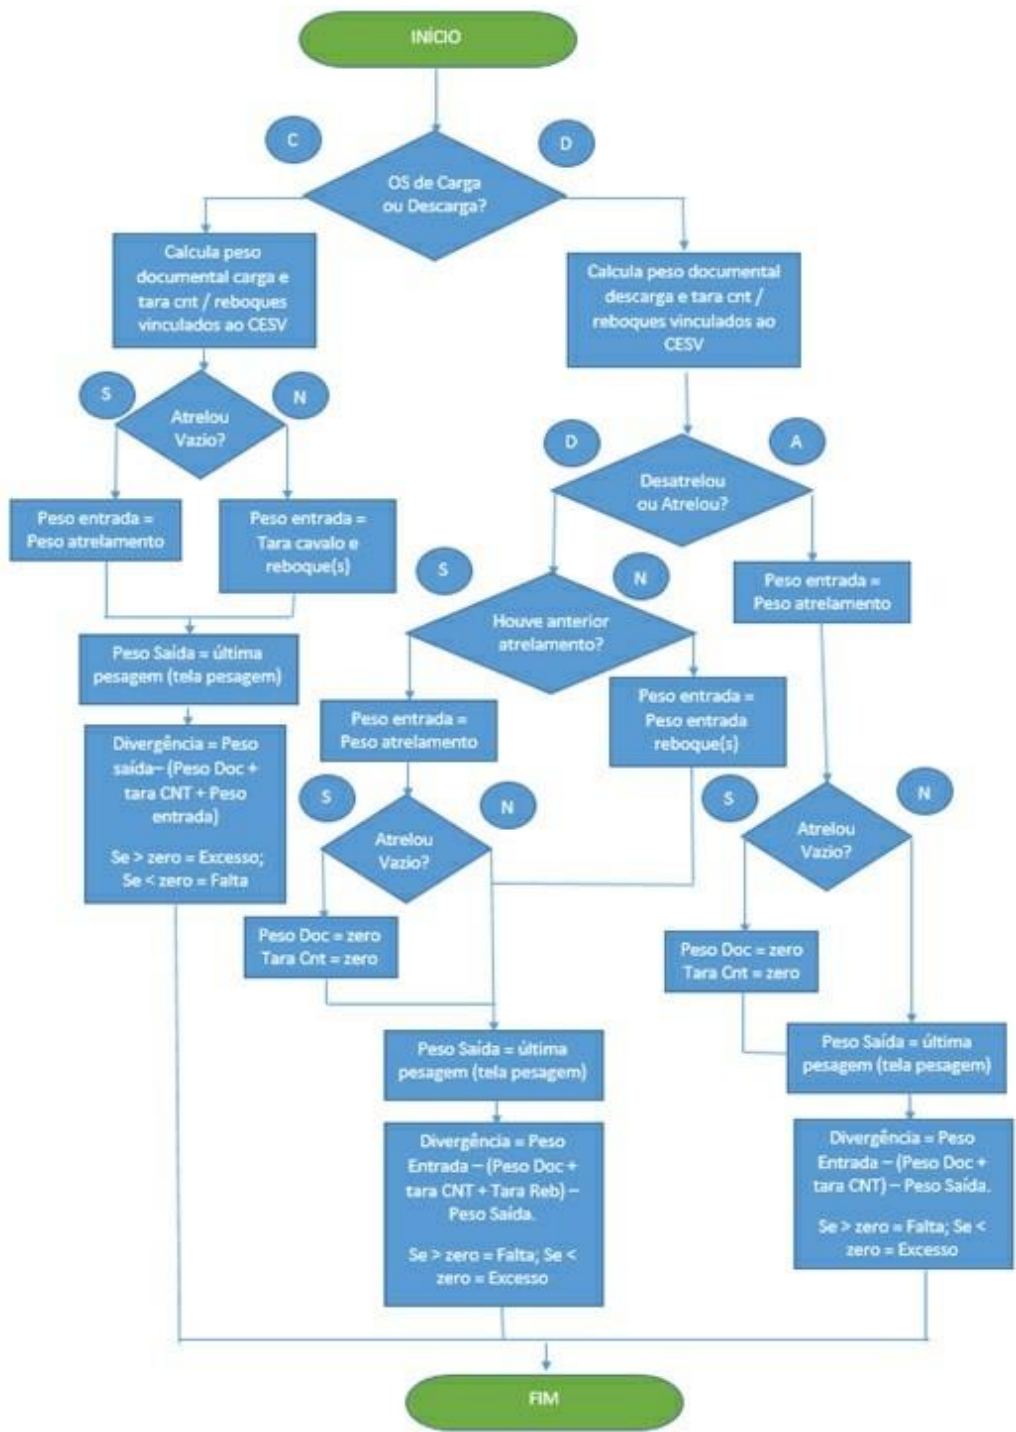 INÍCIO
C
D
OS de Carga
ou Descarga?
Calcula peso
documental carga e
tara cnt / reboques
vinculados ao CESV
Calcula peso documental
descarga e tara cnt /
reboques vinculados ao
CESV
S
N
Atrelou
Vazio?
D
A
Desatrelou
ou Atrelou?
Peso entrada =
Peso atrelamento
Peso entrada =
Tara cavalo e
reboque(s)
S
N
Houve anterior
atrelamento?
Peso entrada =
Peso atrelamento
Peso Saída = última
pesagem (tela pesagem)
Peso entrada =
Peso atrelamento
Peso entrada =
Peso entrada
reboque(s)
Divergência = Peso
saída– (Peso Doc +
tara CNT + Peso
entrada)
Se > zero = Excesso;
Se < zero = Falta
S
N
Atrelou
Vazio?
S
N
Atrelou
Vazio?
Peso Doc = zero
Tara Cnt = zero
Peso Doc = zero
Tara Cnt = zero
Peso Saída = última
pesagem (tela pesagem)
Peso Saída = última
pesagem (tela pesagem)
Divergência = Peso
Entrada – (Peso Doc +
tara CNT + Tara Reb) –
Peso Saída.
Se > zero = Falta; Se <
zero = Excesso
Divergência = Peso
Entrada – (Peso Doc +
tara CNT) – Peso Saída.
Se > zero = Falta; Se <
zero = Excesso
FIM